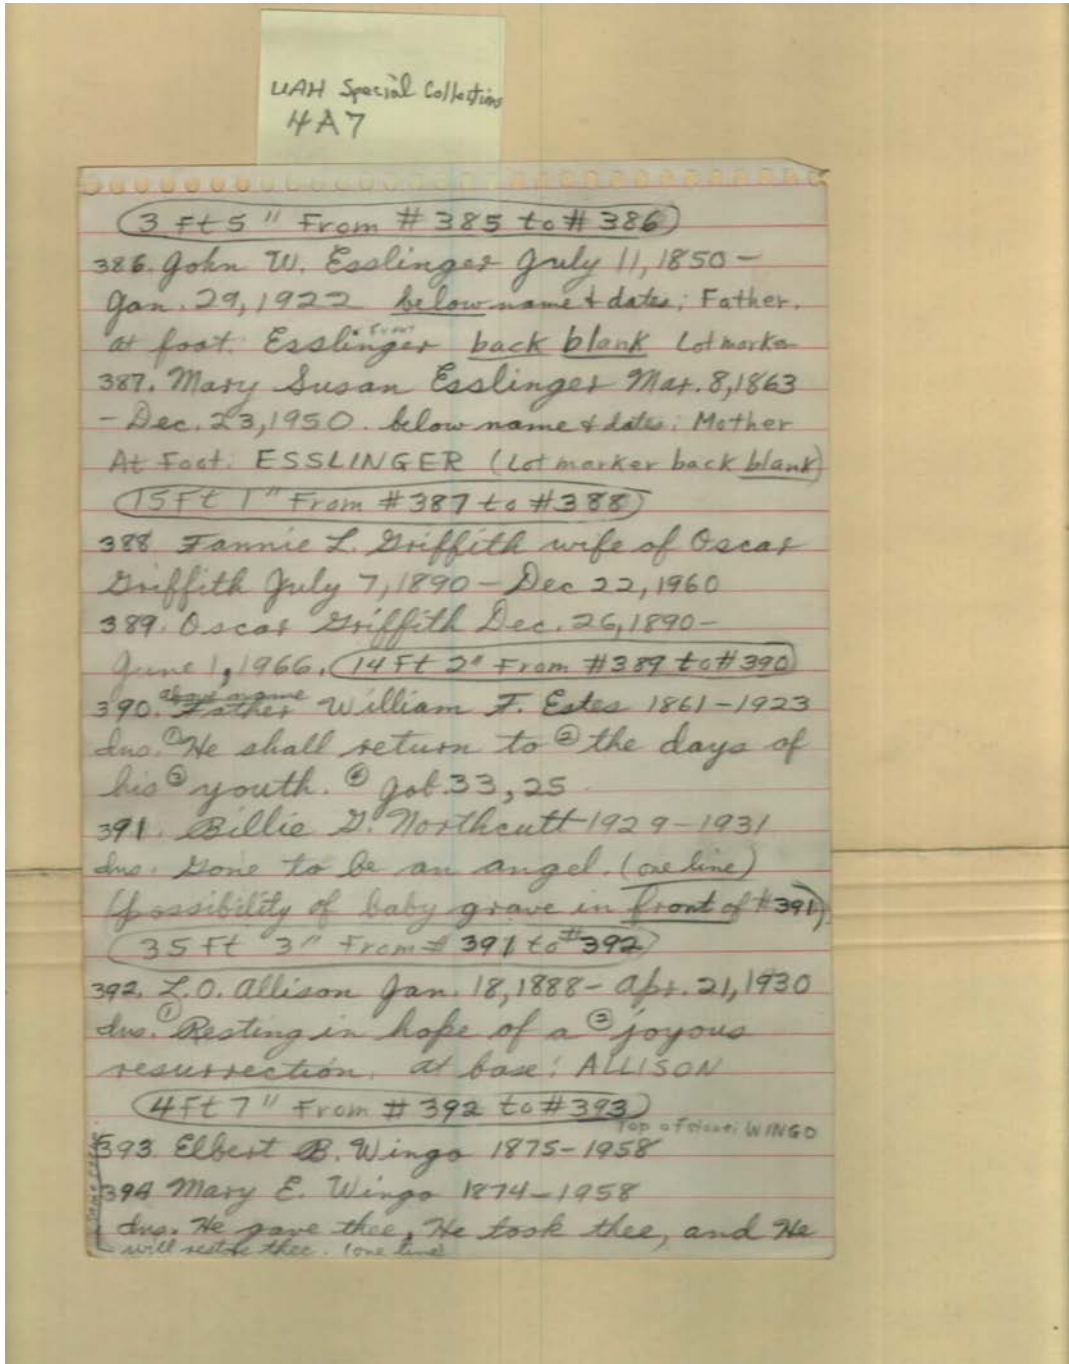 UAH Special Collections
4A7
3 Ft 5" From #385 to #386
386. John W. Esslinger July 11, 1850 –
Jan. 29, 1922 below name & dates: Father.
at foot: Esslinger back blank Lot marker
387. Mary Susan Esslinger Mar. 8, 1863
– Dec. 23, 1950. below name & dates: Mother
At Foot: ESSLINGER (Lot marker back blank)
15 Ft 1" From #387 to #388
388. Fannie L. Griffith wife of Oscar
Griffith July 7, 1890 – Dec 22, 1960
389. Oscar Griffith Dec. 26, 1890 –
June 1, 1966. 14 Ft 2" From #389 to #390
above name
390. Father William F. Estes 1861–1923
Ins. ① He shall return to ② the days of
his ③ youth. ④ Job.33,25
391. Billie G. Northcutt 1929–1931
Ins. Gone to be an angel. (one line)
(possibility of baby grave in front of #391)
35 Ft 3" From # 391 to #392
392. L.O. Allison Jan. 18, 1888 – Apr. 21, 1930
Ins. ① Resting in hope of a ② joyous
resurrection. at base: ALLISON
4 Ft 7" From #392 to #393
Top of stone: WINGO
393. Elbert B. Wingo 1875–1958
394 Mary E. Wingo 1874–1958
Ins. He gave thee, He took thee, and He
will restore thee. (one line)